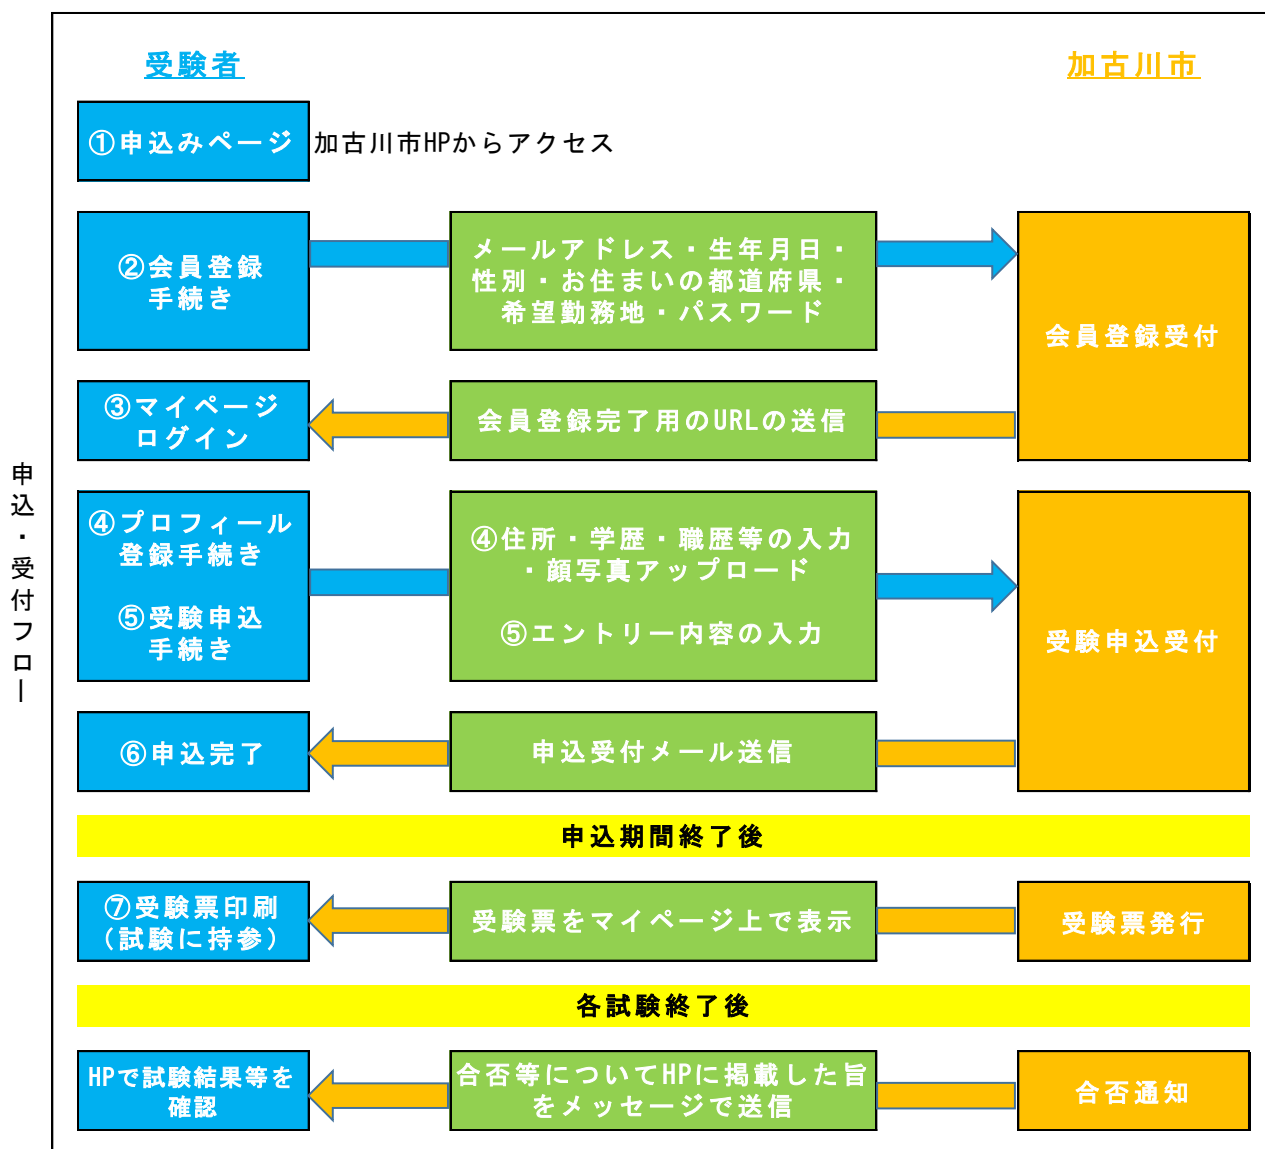 受験者
加古川市
①申込みページ
加古川市HPからアクセス
②会員登録
手続き
メールアドレス・生年月日・
性別・お住まいの都道府県・
希望勤務地・パスワード
会員登録受付
③マイページ
ログイン
会員登録完了用のURLの送信
申込・受付フロー
④プロフィール
登録手続き
⑤受験申込
手続き
④住所・学歴・職歴等の入力
・顔写真アップロード
⑤エントリー内容の入力
受験申込受付
⑥申込完了
申込受付メール送信
申込期間終了後
⑦受験票印刷
（試験に持参）
受験票をマイページ上で表示
受験票発行
各試験終了後
HPで試験結果等を
確認
合否等についてHPに掲載した旨
をメッセージで送信
合否通知